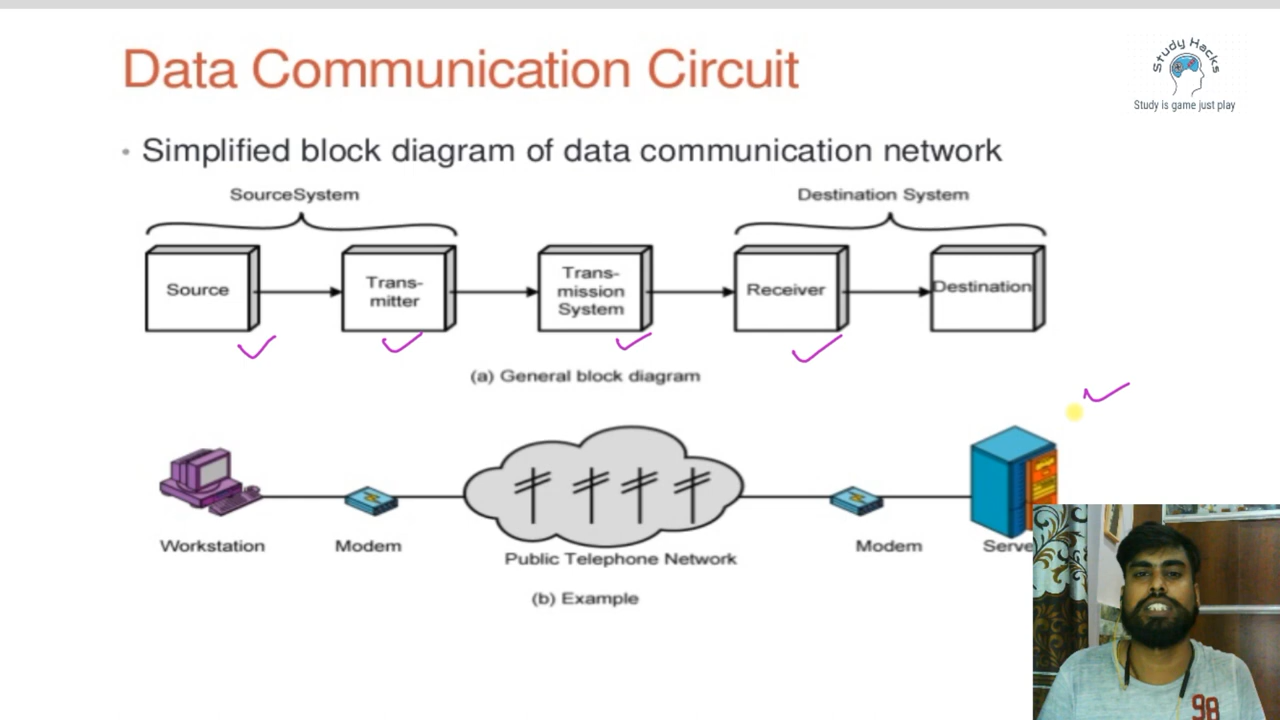 Data Communication Circuit
Study Hacks
Study is game just play
• Simplified block diagram of data communication network
SourceSystem
Destination System
Source
Trans-
mitter
Trans-
mission
System
Receiver
Destination
(a) General block diagram
Workstation
Modem
Public Telephone Network
Modem
Serve
(b) Example
98